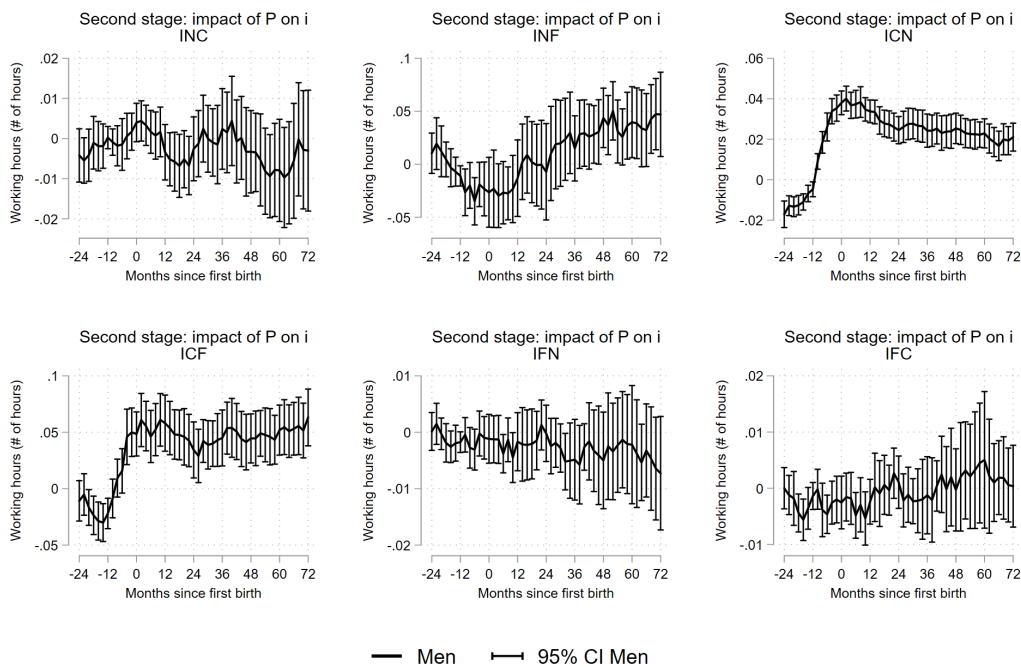 Second stage: impact of P on i
INC
Working hours (# of hours)
.02
.01
0
-.01
-.02
-24 -12 0 12 24 36 48 60 72
Months since first birth
Second stage: impact of P on i
INF
Working hours (# of hours)
.1
.05
0
-.05
-24 -12 0 12 24 36 48 60 72
Months since first birth
Second stage: impact of P on i
ICN
Working hours (# of hours)
.06
.04
.02
0
-.02
-24 -12 0 12 24 36 48 60 72
Months since first birth
Second stage: impact of P on i
ICF
Working hours (# of hours)
.1
.05
0
-.05
-24 -12 0 12 24 36 48 60 72
Months since first birth
Second stage: impact of P on i
IFN
Working hours (# of hours)
.01
0
-.01
-.02
-24 -12 0 12 24 36 48 60 72
Months since first birth
Second stage: impact of P on i
IFC
Working hours (# of hours)
.02
.01
0
-.01
-24 -12 0 12 24 36 48 60 72
Months since first birth
Men 95% CI Men